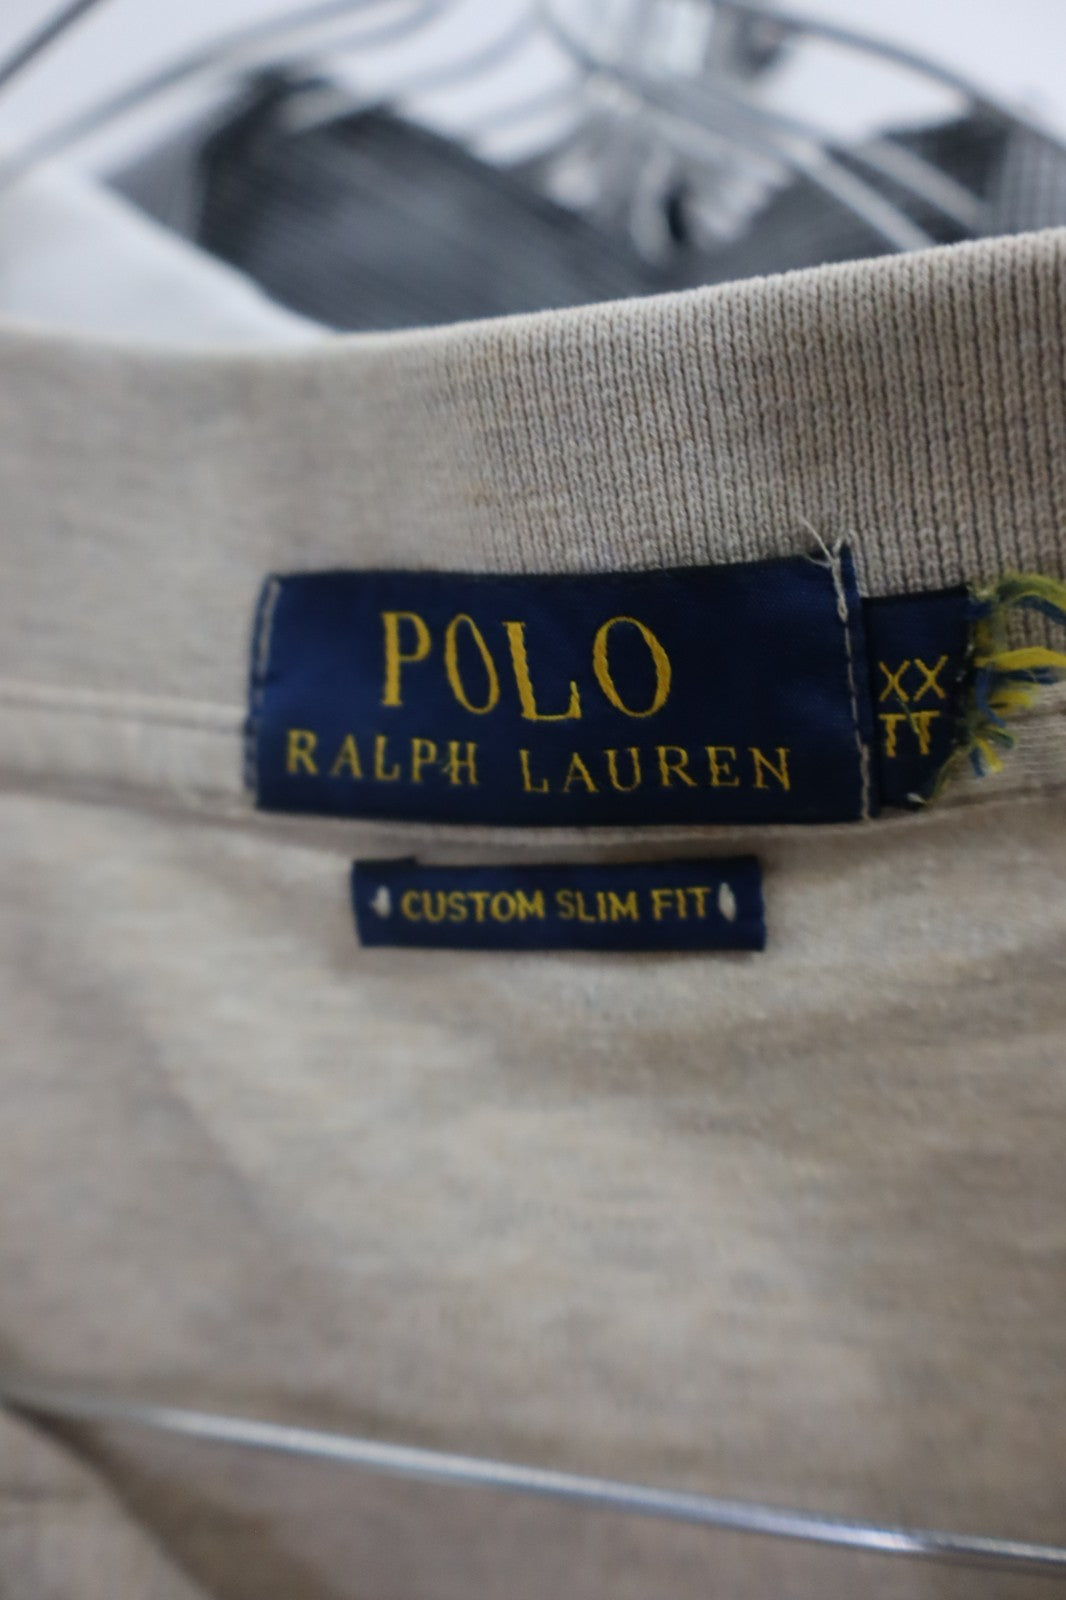 POLO
RALPH LAUREN
XX
TT
CUSTOM SLIM FIT